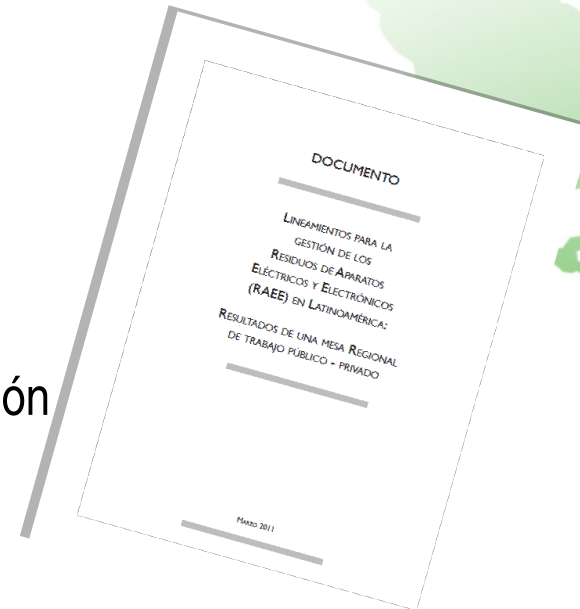 DOCUMENTO
LINEAMIENTOS PARA LA
GESTIÓN DE LOS
RESIDUOS DE APARATOS
ELÉCTRICOS Y ELECTRÓNICOS
(RAEE) EN LATINOAMÉRICA:
RESULTADOS DE UNA MESA REGIONAL
DE TRABAJO PÚBLICO - PRIVADO
ón
MARZO 2011